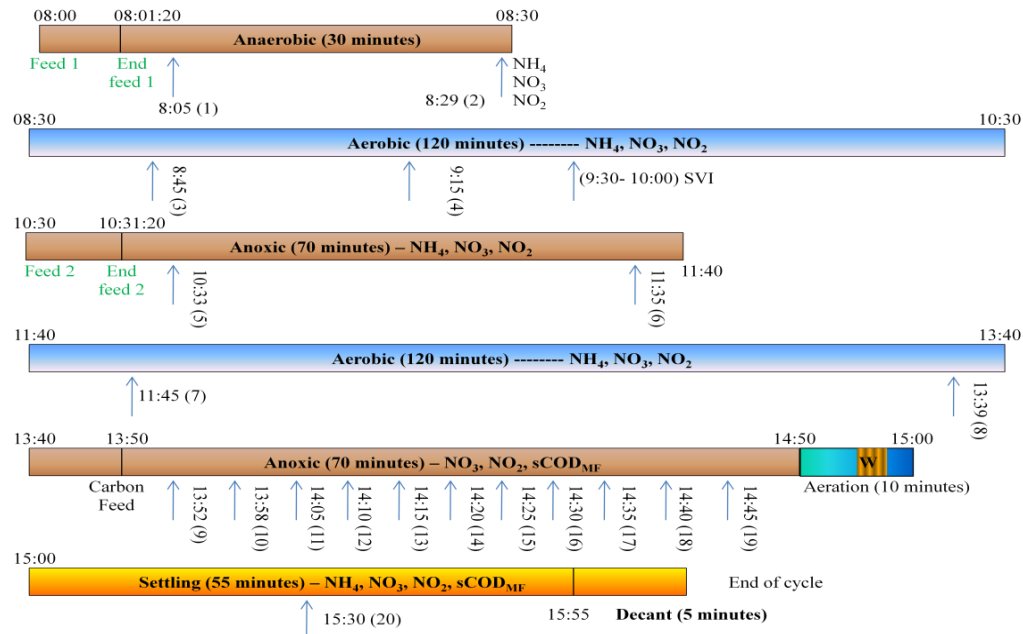 08:00 08:01:20 08:30
Anaerobic (30 minutes)
Feed 1 End feed 1 NH₄
NO₃
NO₂
8:05 (1) 8:29 (2)
08:30 10:30
Aerobic (120 minutes) -------- NH₄, NO₃, NO₂
8:45 (3) 9:15 (4) (9:30- 10:00) SVI
10:30 10:31:20
Anoxic (70 minutes) – NH₄, NO₃, NO₂
Feed 2 End feed 2 11:40
10:33 (5) 11:35 (6)
11:40 13:40
Aerobic (120 minutes) -------- NH₄, NO₃, NO₂
11:45 (7) 13:39 (8)
13:40 13:50 14:50 15:00
Anoxic (70 minutes) – NO₃, NO₂, sCOD_MF W
Carbon Feed Aeration (10 minutes)
13:52 (9) 13:58 (10) 14:05 (11) 14:10 (12) 14:15 (13) 14:20 (14) 14:25 (15) 14:30 (16) 14:35 (17) 14:40 (18) 14:45 (19)
15:00
Settling (55 minutes) – NH₄, NO₃, NO₂, sCOD_MF End of cycle
15:30 (20) 15:55 Decant (5 minutes)